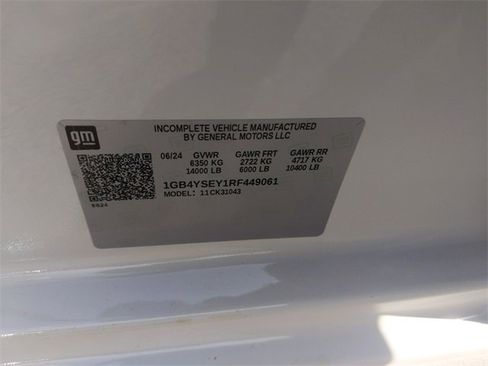 gm
INCOMPLETE VEHICLE MANUFACTURED
BY GENERAL MOTORS LLC
06/24 GVWR GAWR FRT GAWR RR
6350 KG 2722 KG 4717 KG
14000 LB 6000 LB 10400 LB
1GB4YSEY1RF449061
MODEL: 11CK31043